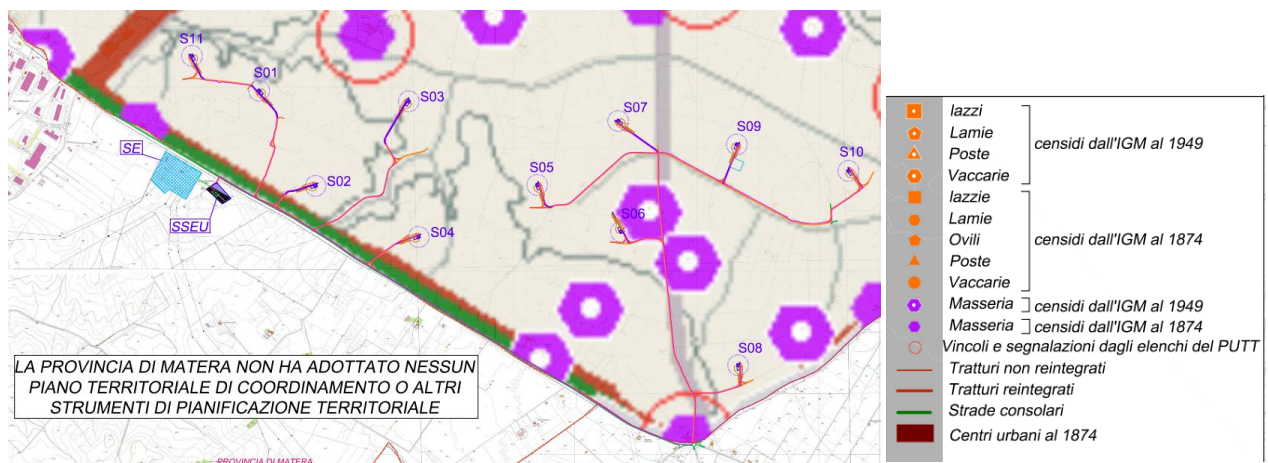 S11
S01
S03
S07
S09
S10
SE
S02
S05
S06
SSEU
S04
S08
LA PROVINCIA DI MATERA NON HA ADOTTATO NESSUN
PIANO TERRITORIALE DI COORDINAMENTO O ALTRI
STRUMENTI DI PIANIFICAZIONE TERRITORIALE
PROVINCIA DI MATERA
Iazzi
Lamie
Poste
Vaccarie
censidi dall'IGM al 1949
Iazzie
Lamie
Ovili
Poste
Vaccarie
censidi dall'IGM al 1874
Masseria censidi dall'IGM al 1949
Masseria censidi dall'IGM al 1874
Vincoli e segnalazioni dagli elenchi del PUTT
Tratturi non reintegrati
Tratturi reintegrati
Strade consolari
Centri urbani al 1874